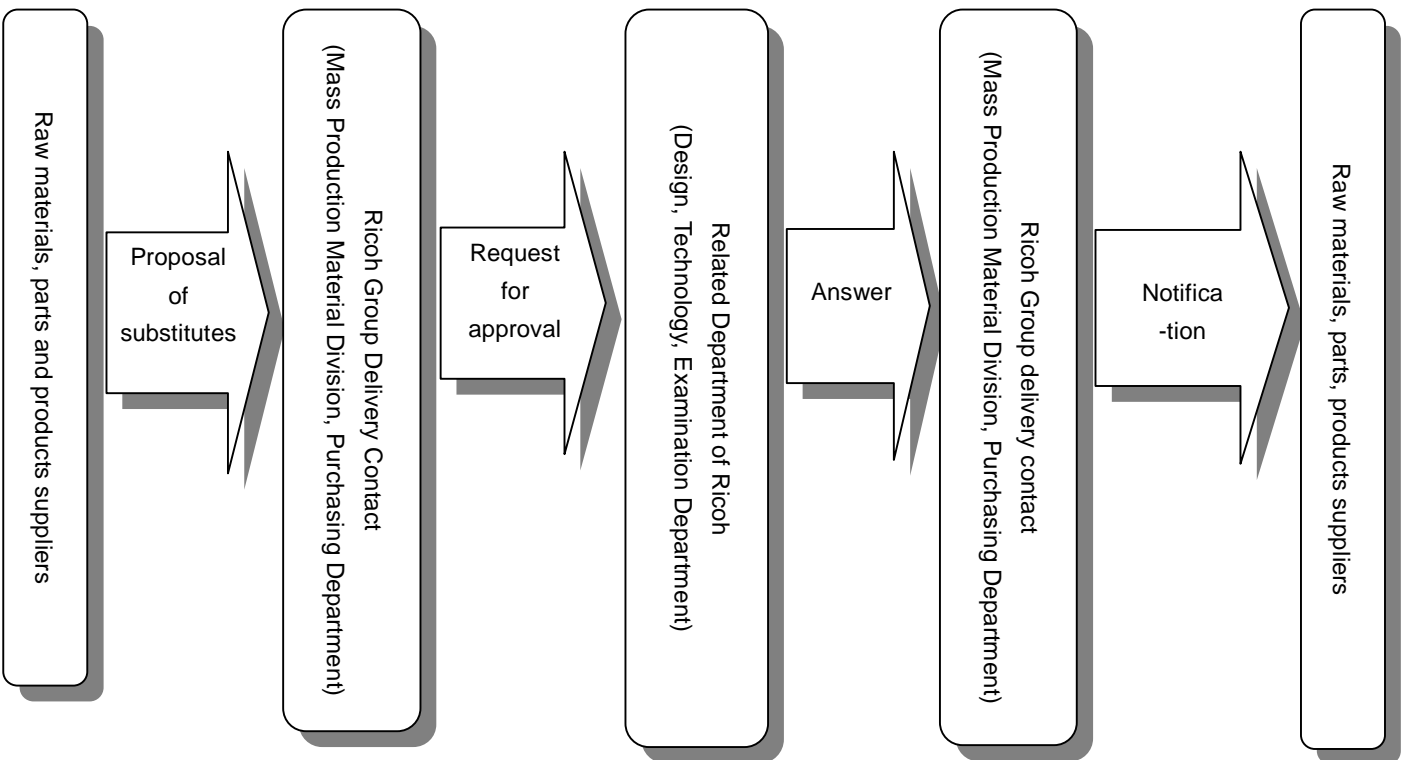 Raw materials, parts and products suppliers
Proposal
of
substitutes
Ricoh Group Delivery Contact
(Mass Production Material Division, Purchasing Department)
Request
for
approval
Related Department of Ricoh
(Design, Technology, Examination Department)
Answer
Ricoh Group delivery contact
(Mass Production Material Division, Purchasing Department)
Notifica
-tion
Raw materials, parts, products suppliers